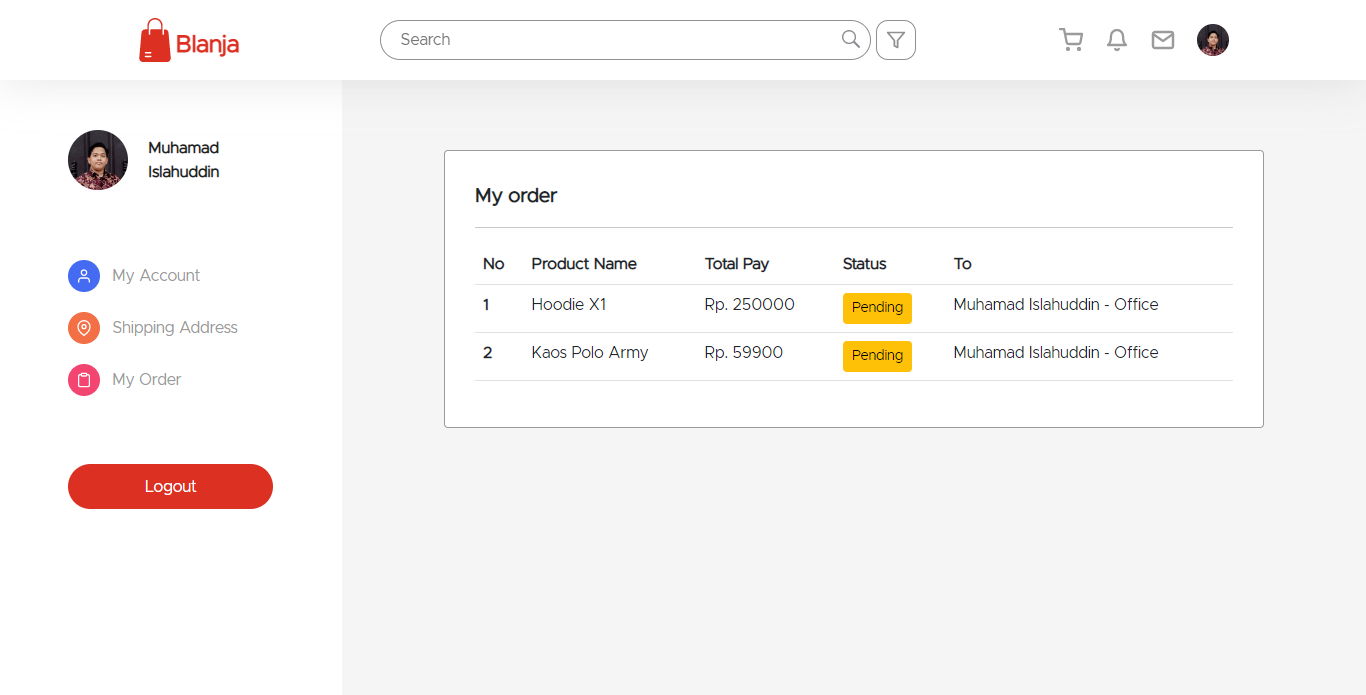 Blanja
Search
Muhamad
Islahuddin
My Account
Shipping Address
My Order
Logout
My order
No Product Name Total Pay Status To
1 Hoodie X1 Rp. 250000 Pending Muhamad Islahuddin - Office
2 Kaos Polo Army Rp. 59900 Pending Muhamad Islahuddin - Office